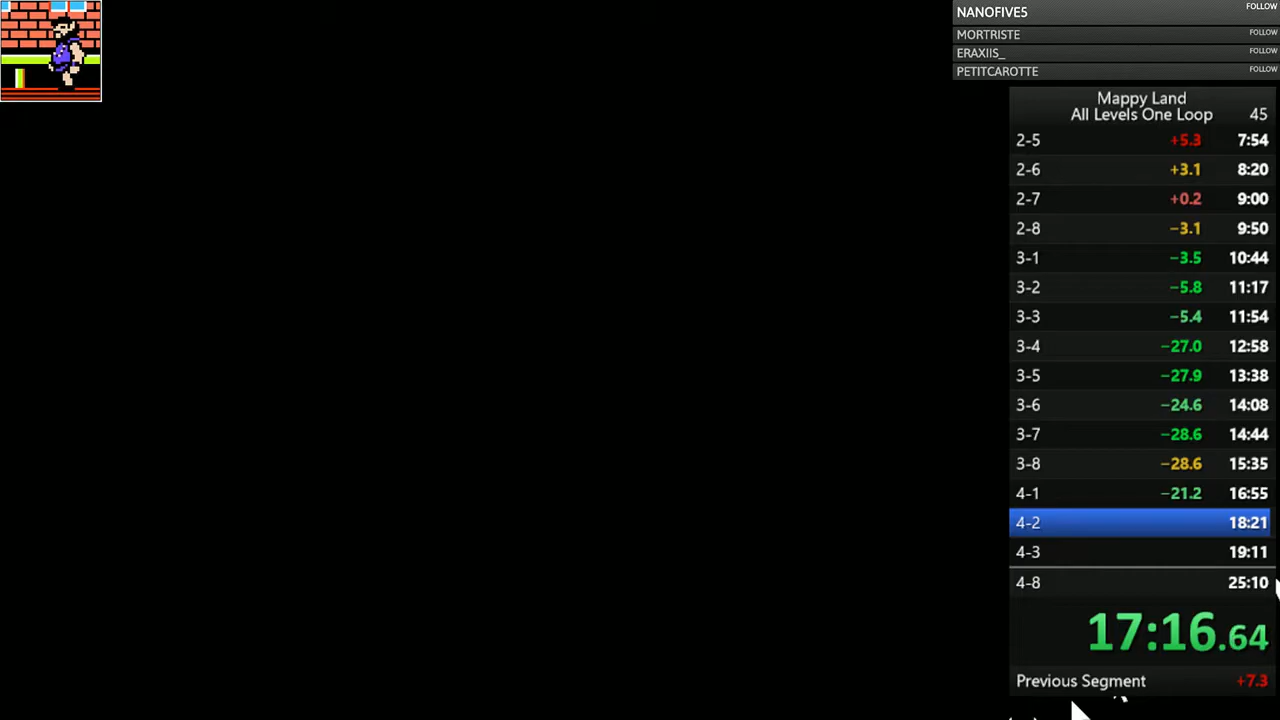 NANOFIVE5 FOLLOW
MORTRISTE FOLLOW
ERAXIIS_ FOLLOW
PETITCAROTTE FOLLOW
Mappy Land
All Levels One Loop 45
2-5 +5.3 7:54
2-6 +3.1 8:20
2-7 +0.2 9:00
2-8 −3.1 9:50
3-1 −3.5 10:44
3-2 −5.8 11:17
3-3 −5.4 11:54
3-4 −27.0 12:58
3-5 −27.9 13:38
3-6 −24.6 14:08
3-7 −28.6 14:44
3-8 −28.6 15:35
4-1 −21.2 16:55
4-2 18:21
4-3 19:11
4-8 25:10
17:16.64
Previous Segment +7.3